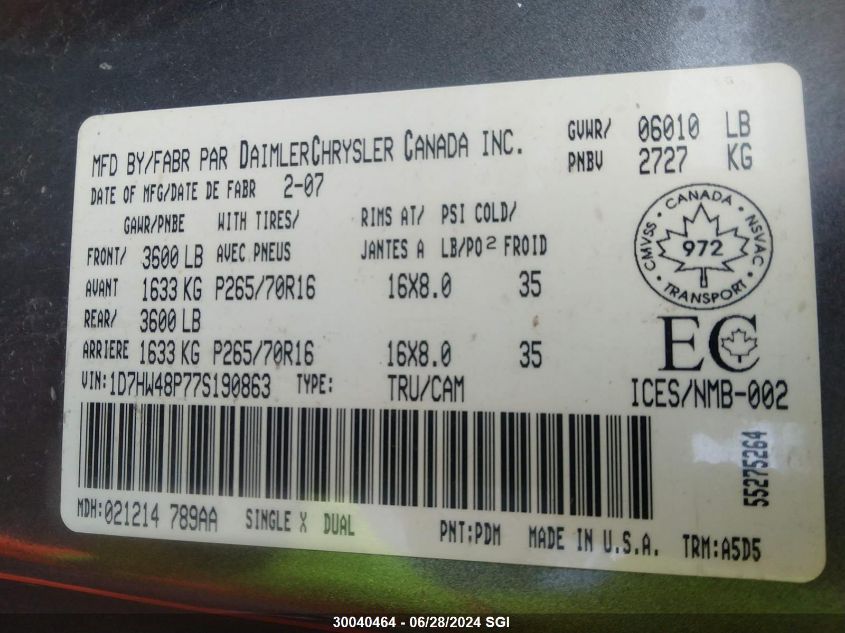 MFD BY/FABR PAR DAIMLERCHRYSLER CANADA INC. GVWR/ 06010 LB
PNBV 2727 KG
DATE OF MFG/DATE DE FABR 2-07
GAWR/PNBE WITH TIRES/ RIMS AT/ PSI COLD/
FRONT/ 3600 LB AVEC PNEUS JANTES A LB/PO² FROID
AVANT 1633 KG P265/70R16 16X8.0 35
REAR/ 3600 LB
ARRIERE 1633 KG P265/70R16 16X8.0 35
CANADA
CMVSS · NSVAC
972
TRANSPORT
EC
VIN:1D7HW48P77S190863 TYPE: TRU/CAM ICES/NMB-002
55275264
MDH:021214 789AA SINGLE X DUAL PNT:PDM MADE IN U.S.A. TRM:A5D5
30040464 - 06/28/2024 SGI